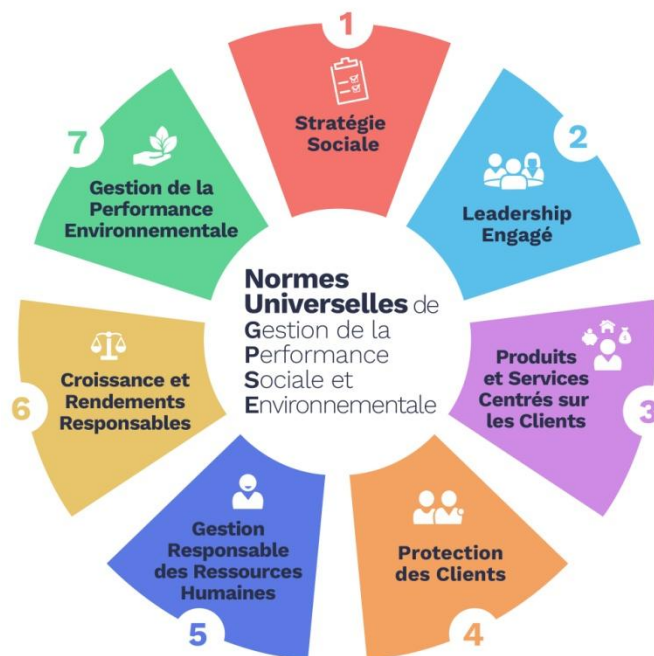 1
Stratégie
Sociale
2
Leadership
Engagé
3
Produits
et Services
Centrés sur
les Clients
4
Protection
des Clients
5
Gestion
Responsable
des Ressources
Humaines
6
Croissance et
Rendements
Responsables
7
Gestion de la
Performance
Environnementale
Normes
Universelles de
Gestion de la
Performance
Sociale et
Environnementale